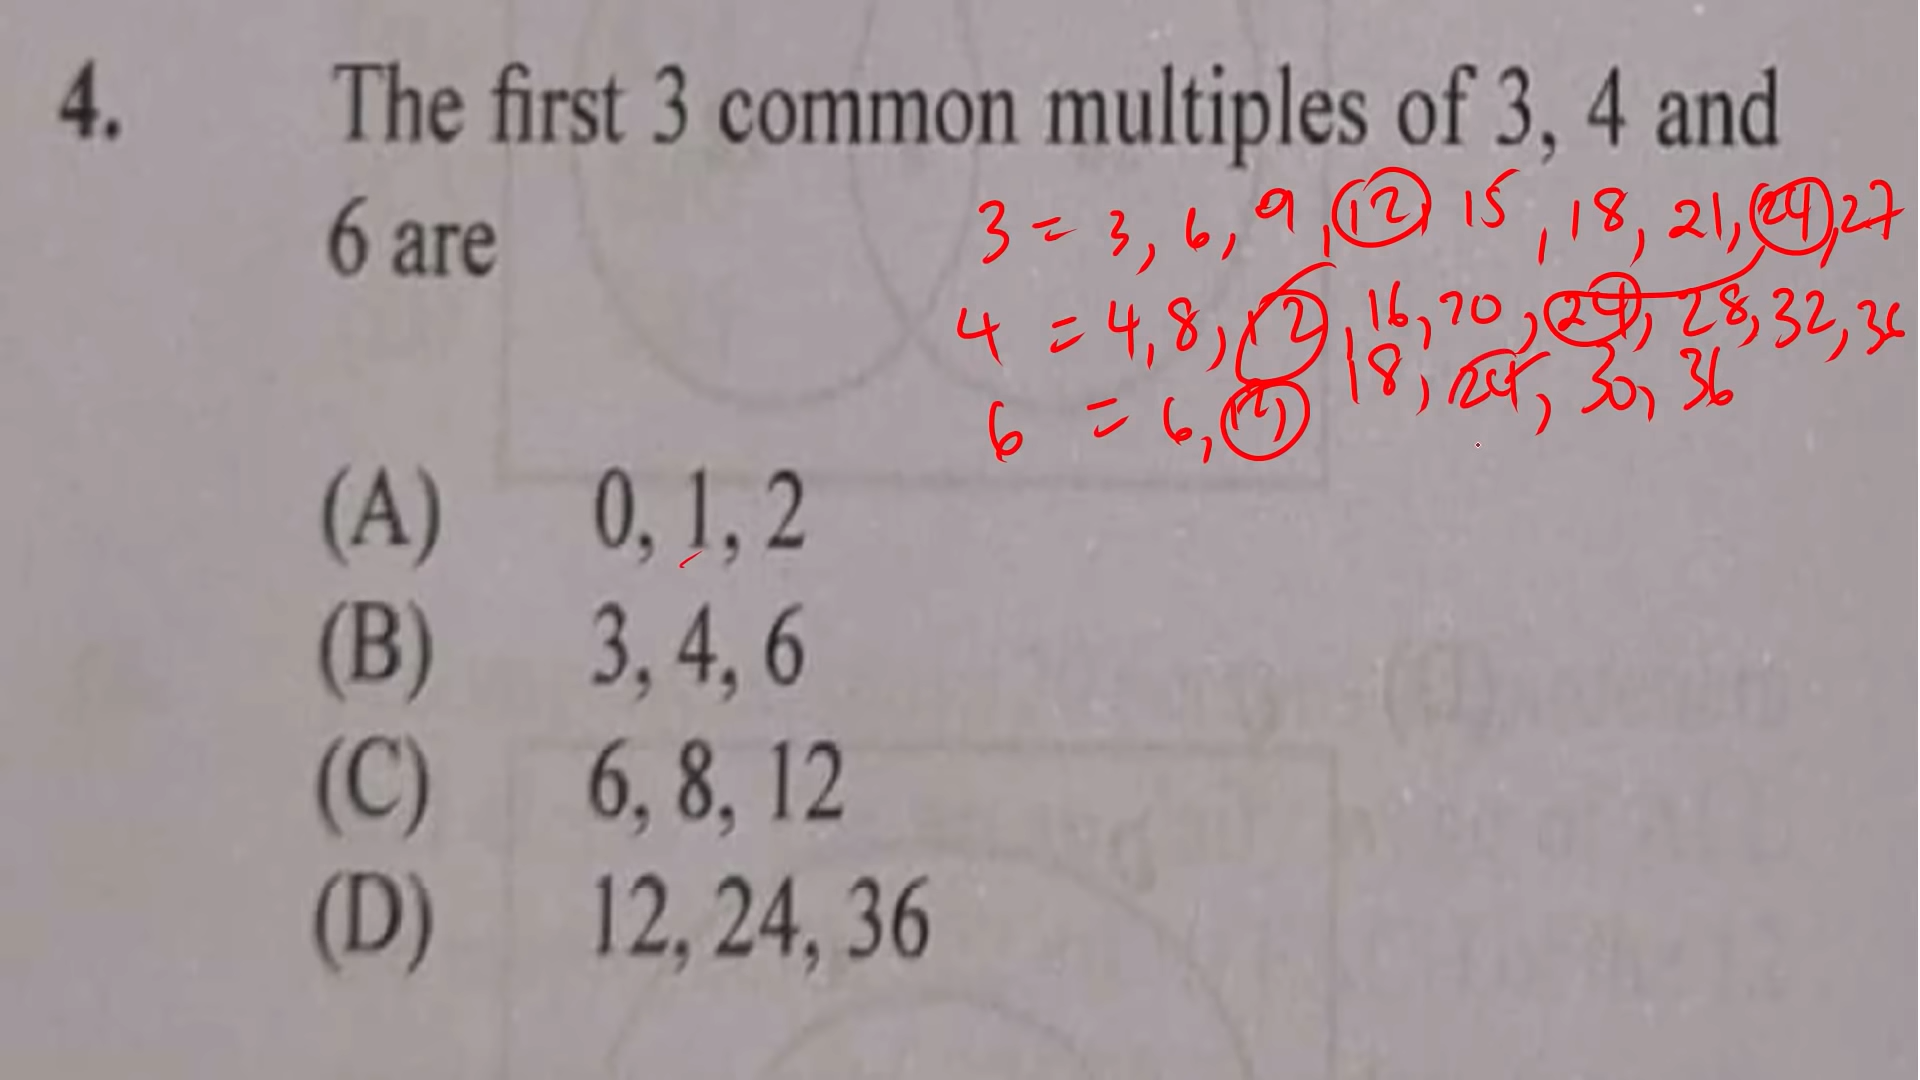 4. The first 3 common multiples of 3, 4 and
6 are
3 = 3, 6, 9, 12, 15, 18, 21, 24, 27
4 = 4, 8, 12, 16, 20, 24, 28, 32, 36
6 = 6, 12, 18, 24, 30, 36
(A) 0, 1, 2
(B) 3, 4, 6
(C) 6, 8, 12
(D) 12, 24, 36